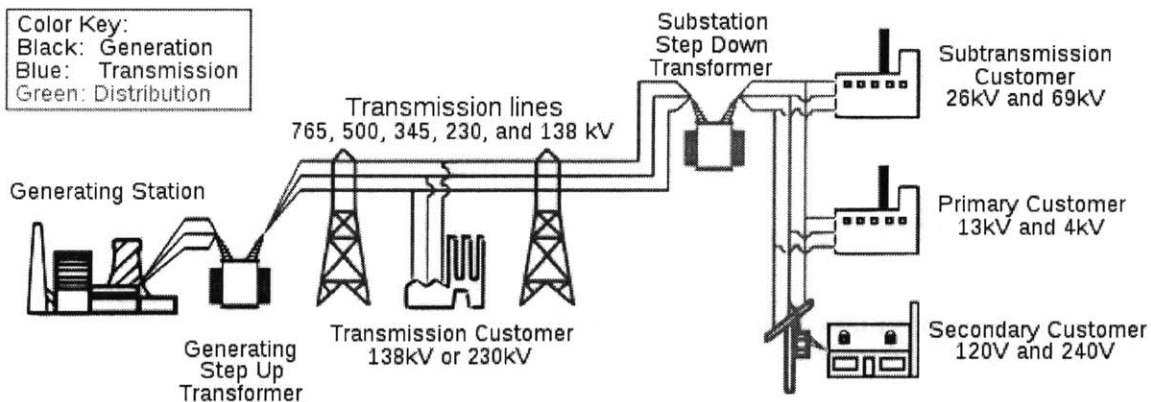 Color Key:
Black: Generation
Blue: Transmission
Green: Distribution
Substation
Step Down
Transformer
Subtransmission
Customer
26kV and 69kV
Transmission lines
765, 500, 345, 230, and 138 kV
Generating Station
Primary Customer
13kV and 4kV
Transmission Customer
138kV or 230kV
Generating
Step Up
Transformer
Secondary Customer
120V and 240V